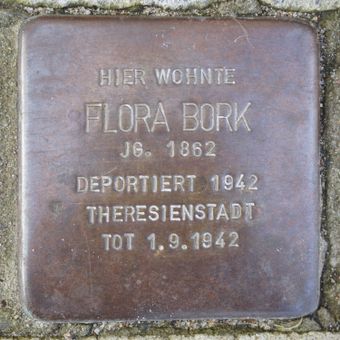 HIER WOHNTE
FLORA BORK
JG. 1862
DEPORTIERT 1942
THERESIENSTADT
TOT 1.9.1942